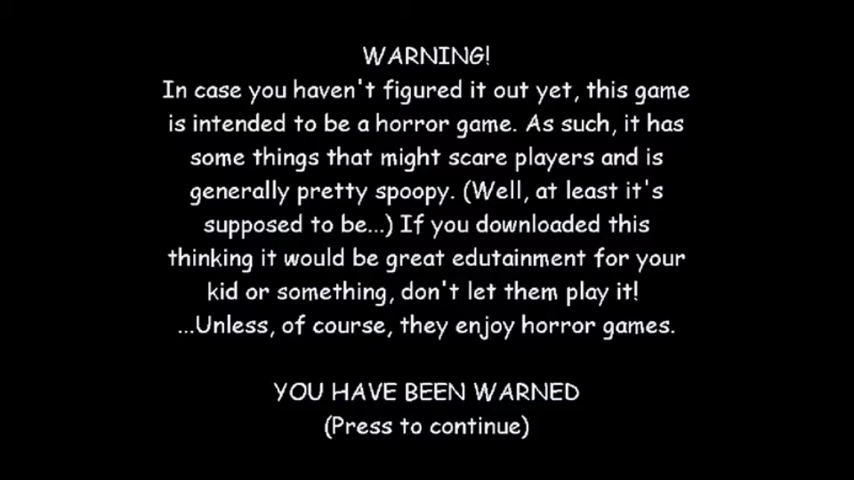 WARNING!
In case you haven't figured it out yet, this game
is intended to be a horror game. As such, it has
some things that might scare players and is
generally pretty spoopy. (Well, at least it's
supposed to be...) If you downloaded this
thinking it would be great edutainment for your
kid or something, don't let them play it!
...Unless, of course, they enjoy horror games.
YOU HAVE BEEN WARNED
(Press to continue)